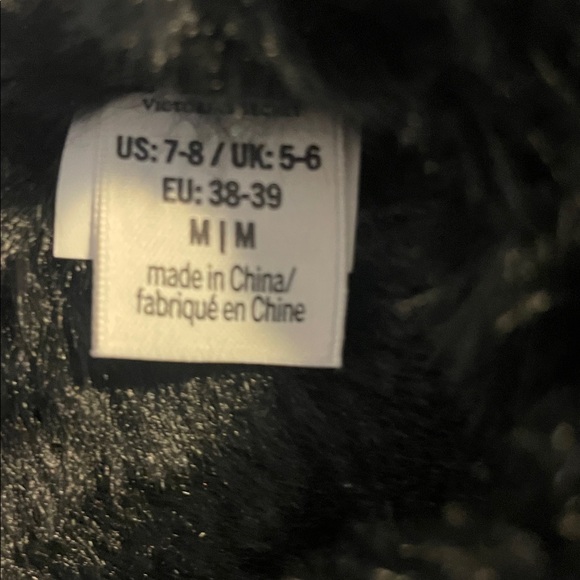 US: 7-8 / UK: 5-6
EU: 38-39
M | M
made in China/
fabriqué en Chine